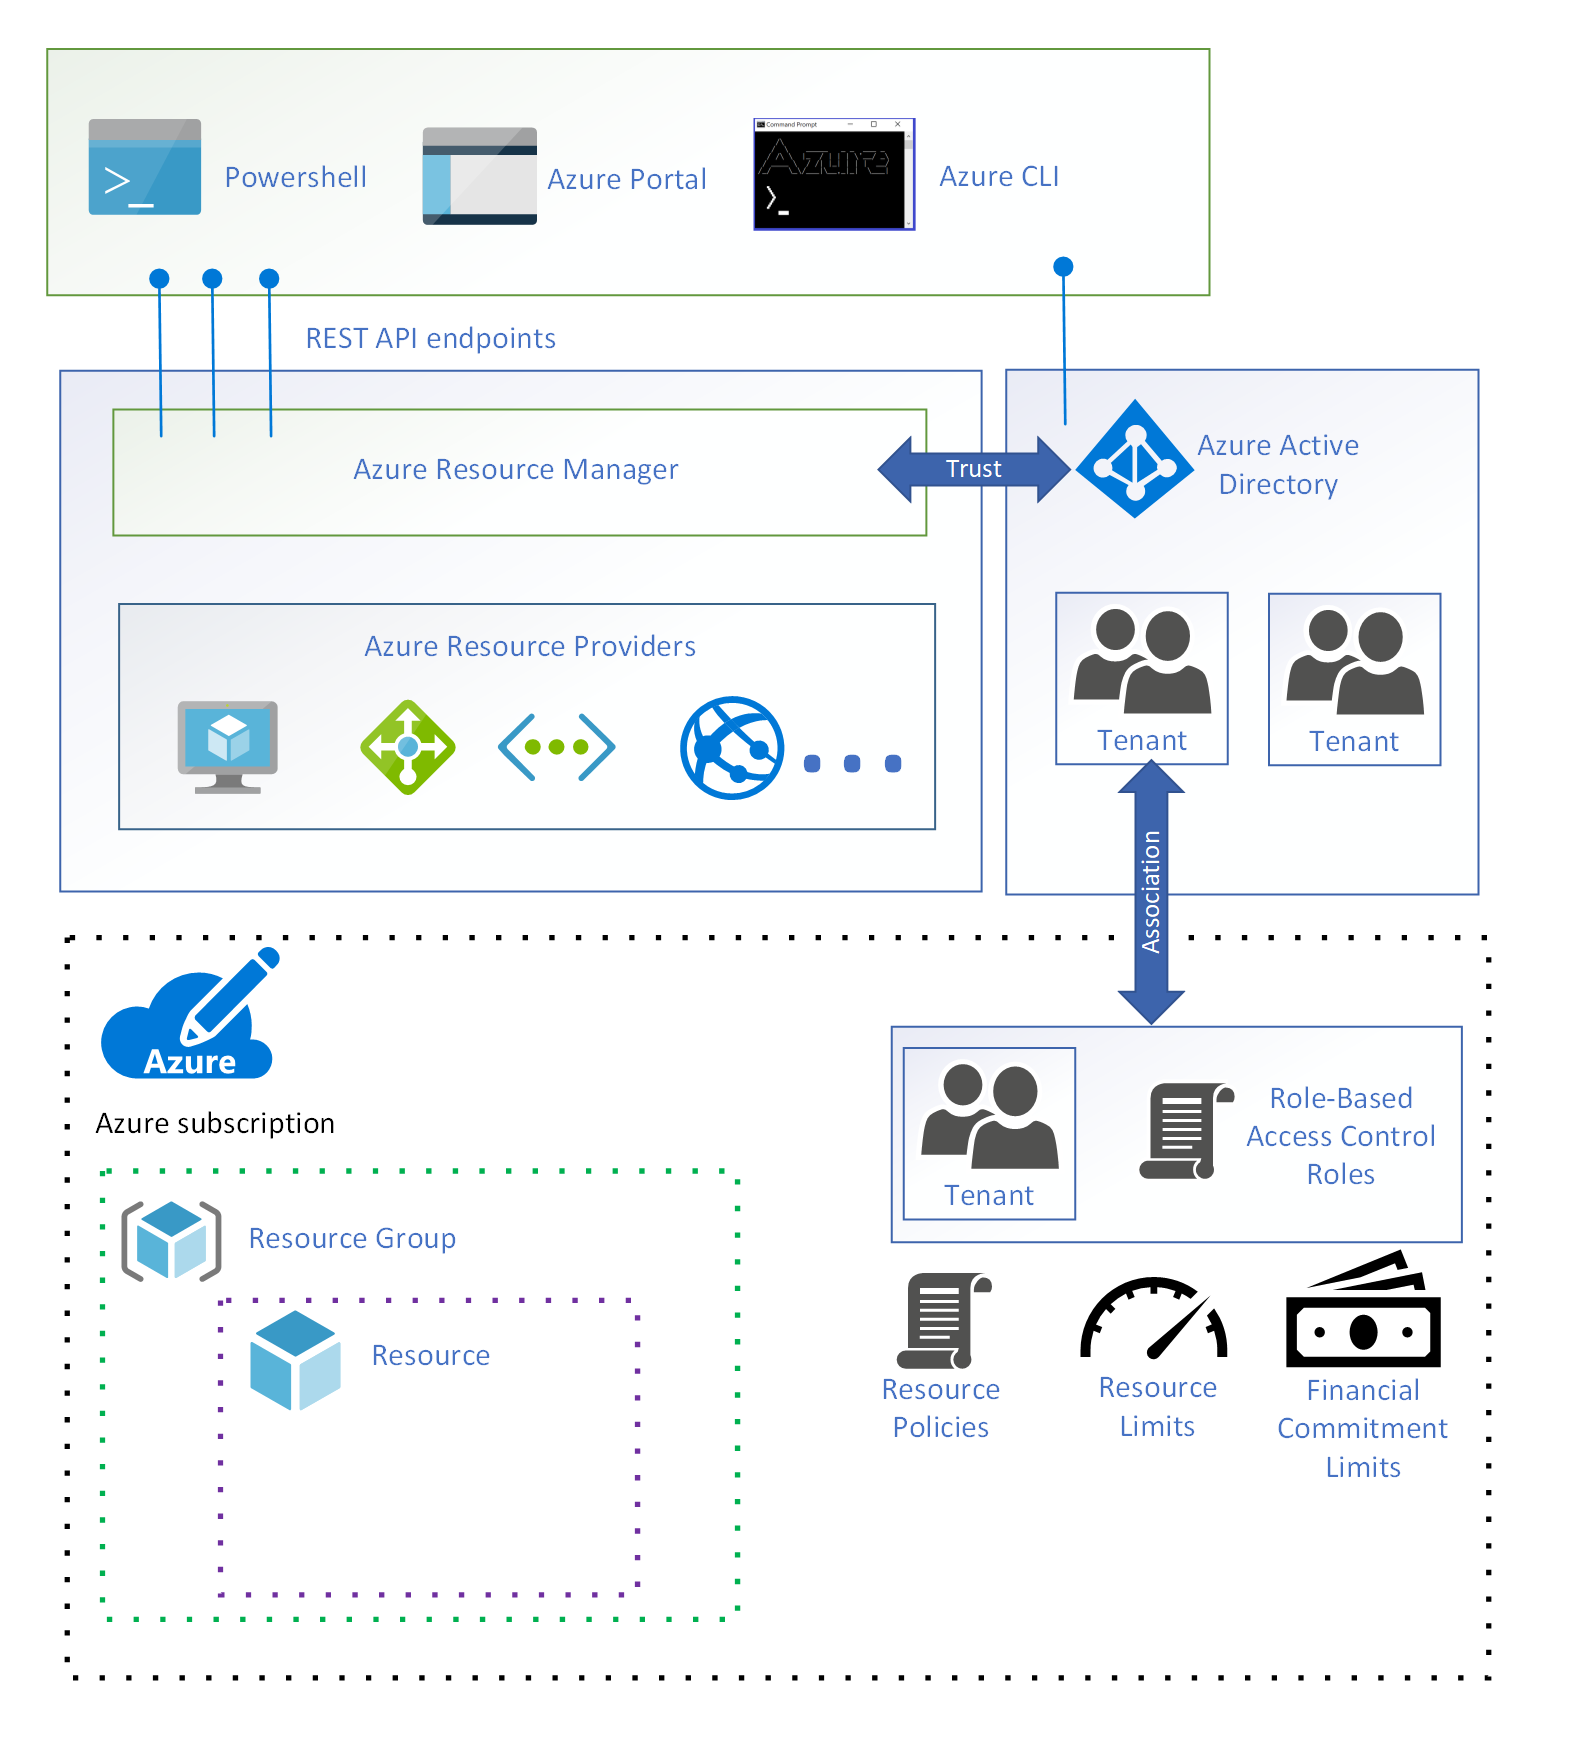 Powershell
Azure Portal
Command Prompt
Azure
Azure CLI
REST API endpoints
Azure Resource Manager
Trust
Azure Active
Directory
Azure Resource Providers
Tenant
Tenant
Association
Azure
Azure subscription
Resource Group
Resource
Tenant
Role-Based
Access Control
Roles
Resource
Policies
Resource
Limits
Financial
Commitment
Limits